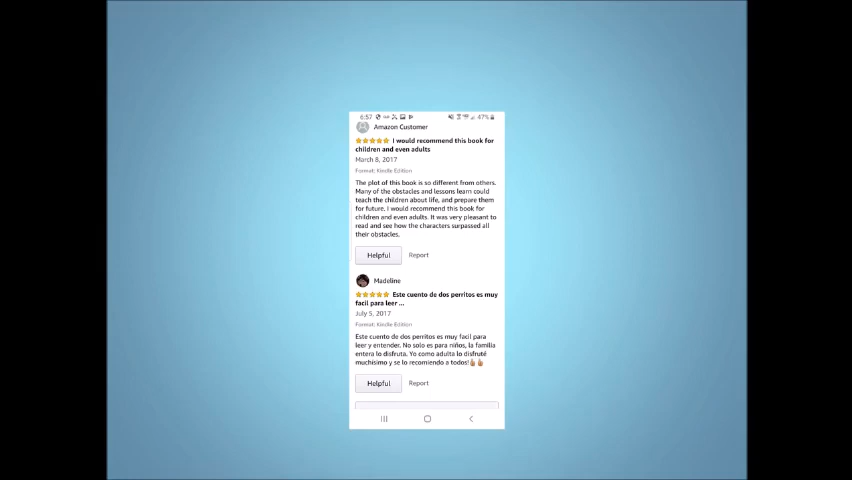 6:57
47%
Amazon Customer
I would recommend this book for
children and even adults
March 8, 2017
Format: Kindle Edition
The plot of this book is so different from others.
Many of the obstacles and lessons learn could
teach the children about life, and prepare them
for future. I would recommend this book for
children and even adults. It was very pleasant to
read and see how the characters surpassed all
their obstacles.
Helpful Report
Madeline
Este cuento de dos perritos es muy
facil para leer ...
July 5, 2017
Format: Kindle Edition
Este cuento de dos perritos es muy facil para
leer y entender. No solo es para niños, la familia
entera lo disfruta. Yo como adulta lo disfruté
muchisimo y se lo recomiendo a todos!👍🏽👍🏽
Helpful Report